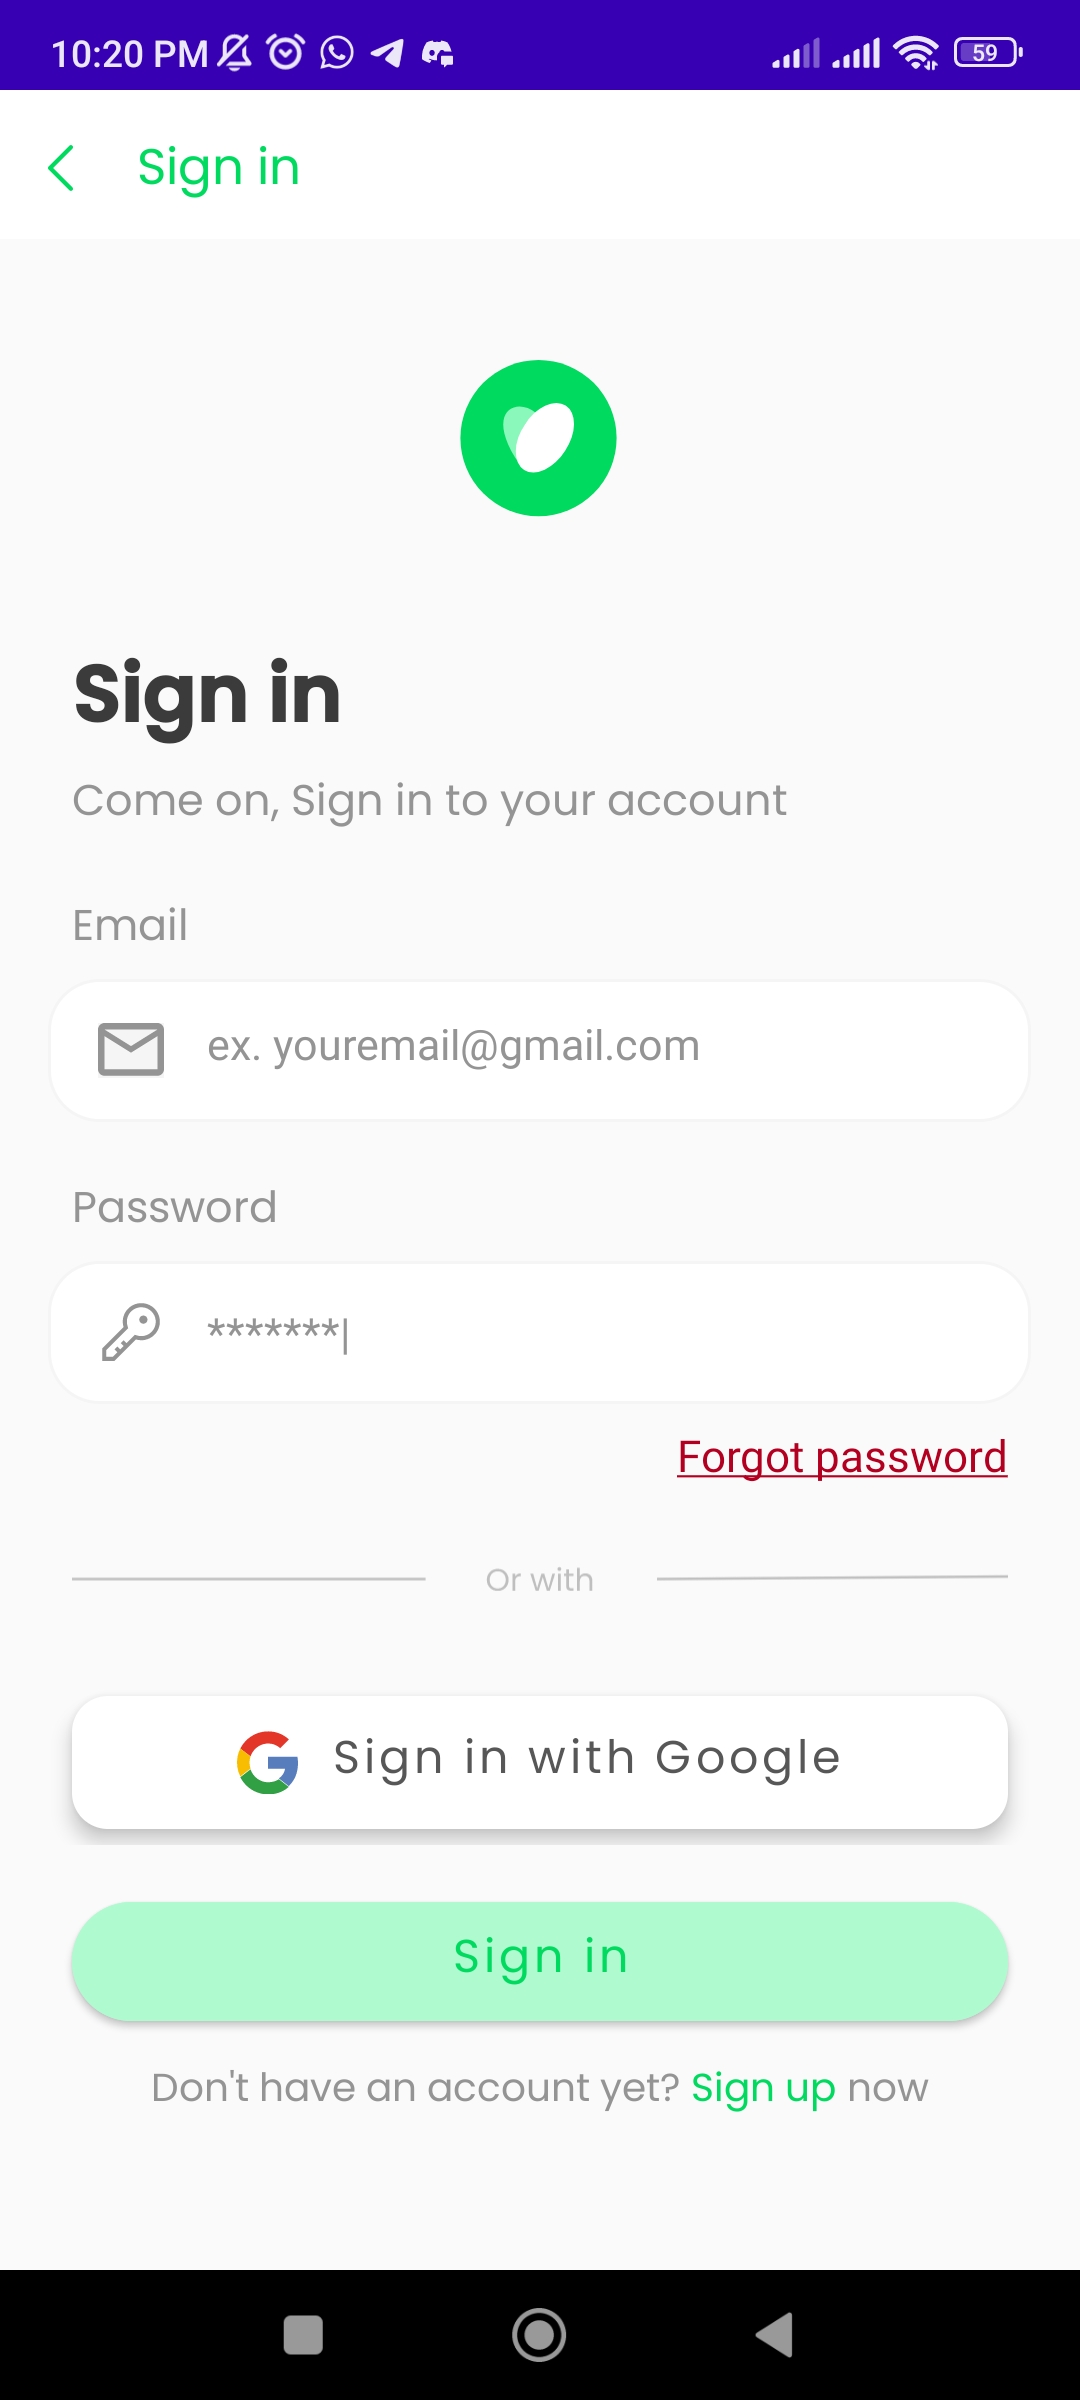 10:20 PM 59
Sign in
Sign in
Come on, Sign in to your account
Email
ex. youremail@gmail.com
Password
*******|
Forgot password
Or with
Sign in with Google
Sign in
Don't have an account yet? Sign up now